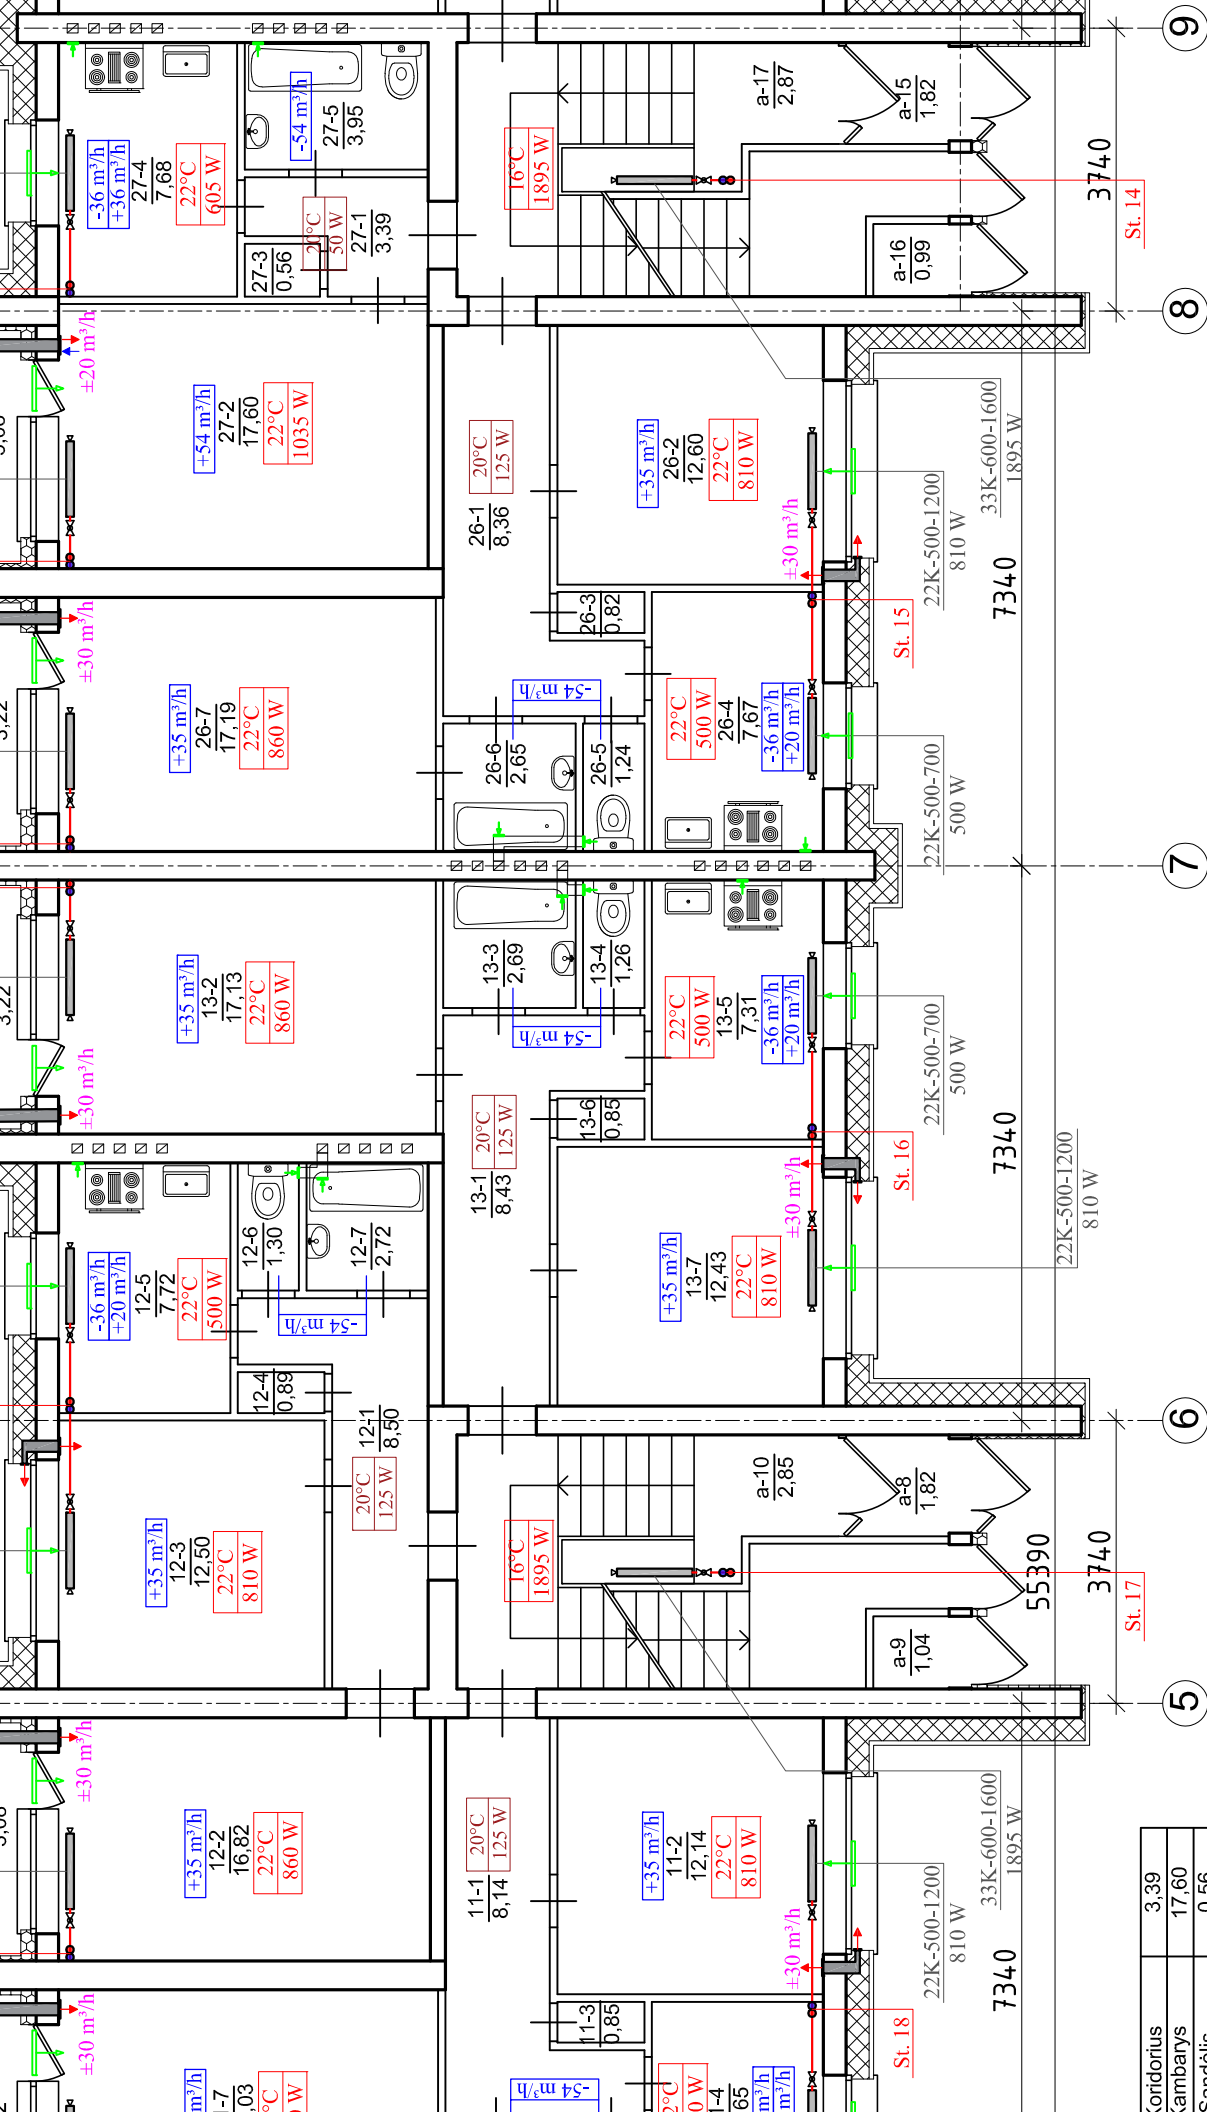 -36 m³/h
+36 m³/h
27-4
7,68
22°C
605 W
-54 m³/h
27-5
3,95
27-3
0,56
20°C
50 W
27-1
3,39
16°C
1895 W
a-17
2,87
a-15
1,82
a-16
0,99
3740
St. 14
9
8
±20 m³/h
+54 m³/h
27-2
17,60
22°C
1035 W
20°C
125 W
26-1
8,36
+35 m³/h
26-2
12,60
22°C
810 W
±30 m³/h
22K-500-1200
810 W
33K-600-1600
1895 W
7340
±30 m³/h
26-3
0,82
St. 15
3,22
+35 m³/h
26-7
17,19
22°C
860 W
-54 m³/h
26-6
2,65
26-5
1,24
22°C
500 W
26-4
7,67
-36 m³/h
+20 m³/h
22K-500-700
500 W
7
3,22
+35 m³/h
13-2
17,13
22°C
860 W
±30 m³/h
13-3
2,69
13-4
1,26
-54 m³/h
22°C
500 W
13-5
7,31
-36 m³/h
+20 m³/h
22K-500-700
500 W
20°C
125 W
13-1
8,43
13-6
0,85
St. 16
7340
±30 m³/h
+35 m³/h
13-7
12,43
22°C
810 W
22K-500-1200
810 W
-36 m³/h
+20 m³/h
12-5
7,72
22°C
500 W
12-6
1,30
12-7
2,72
-54 m³/h
12-4
0,89
12-1
8,50
20°C
125 W
6
+35 m³/h
12-3
12,50
22°C
810 W
16°C
1895 W
a-10
2,85
a-8
1,82
a-9
1,04
55390
3740
St. 17
5
±30 m³/h
+35 m³/h
12-2
16,82
22°C
860 W
20°C
125 W
11-1
8,14
+35 m³/h
11-2
12,14
22°C
810 W
±30 m³/h
22K-500-1200
810 W
33K-600-1600
1895 W
7340
±30 m³/h
11-3
0,85
St. 18
-54 m³/h
Koridorius
3,39
Kambarys
17,60